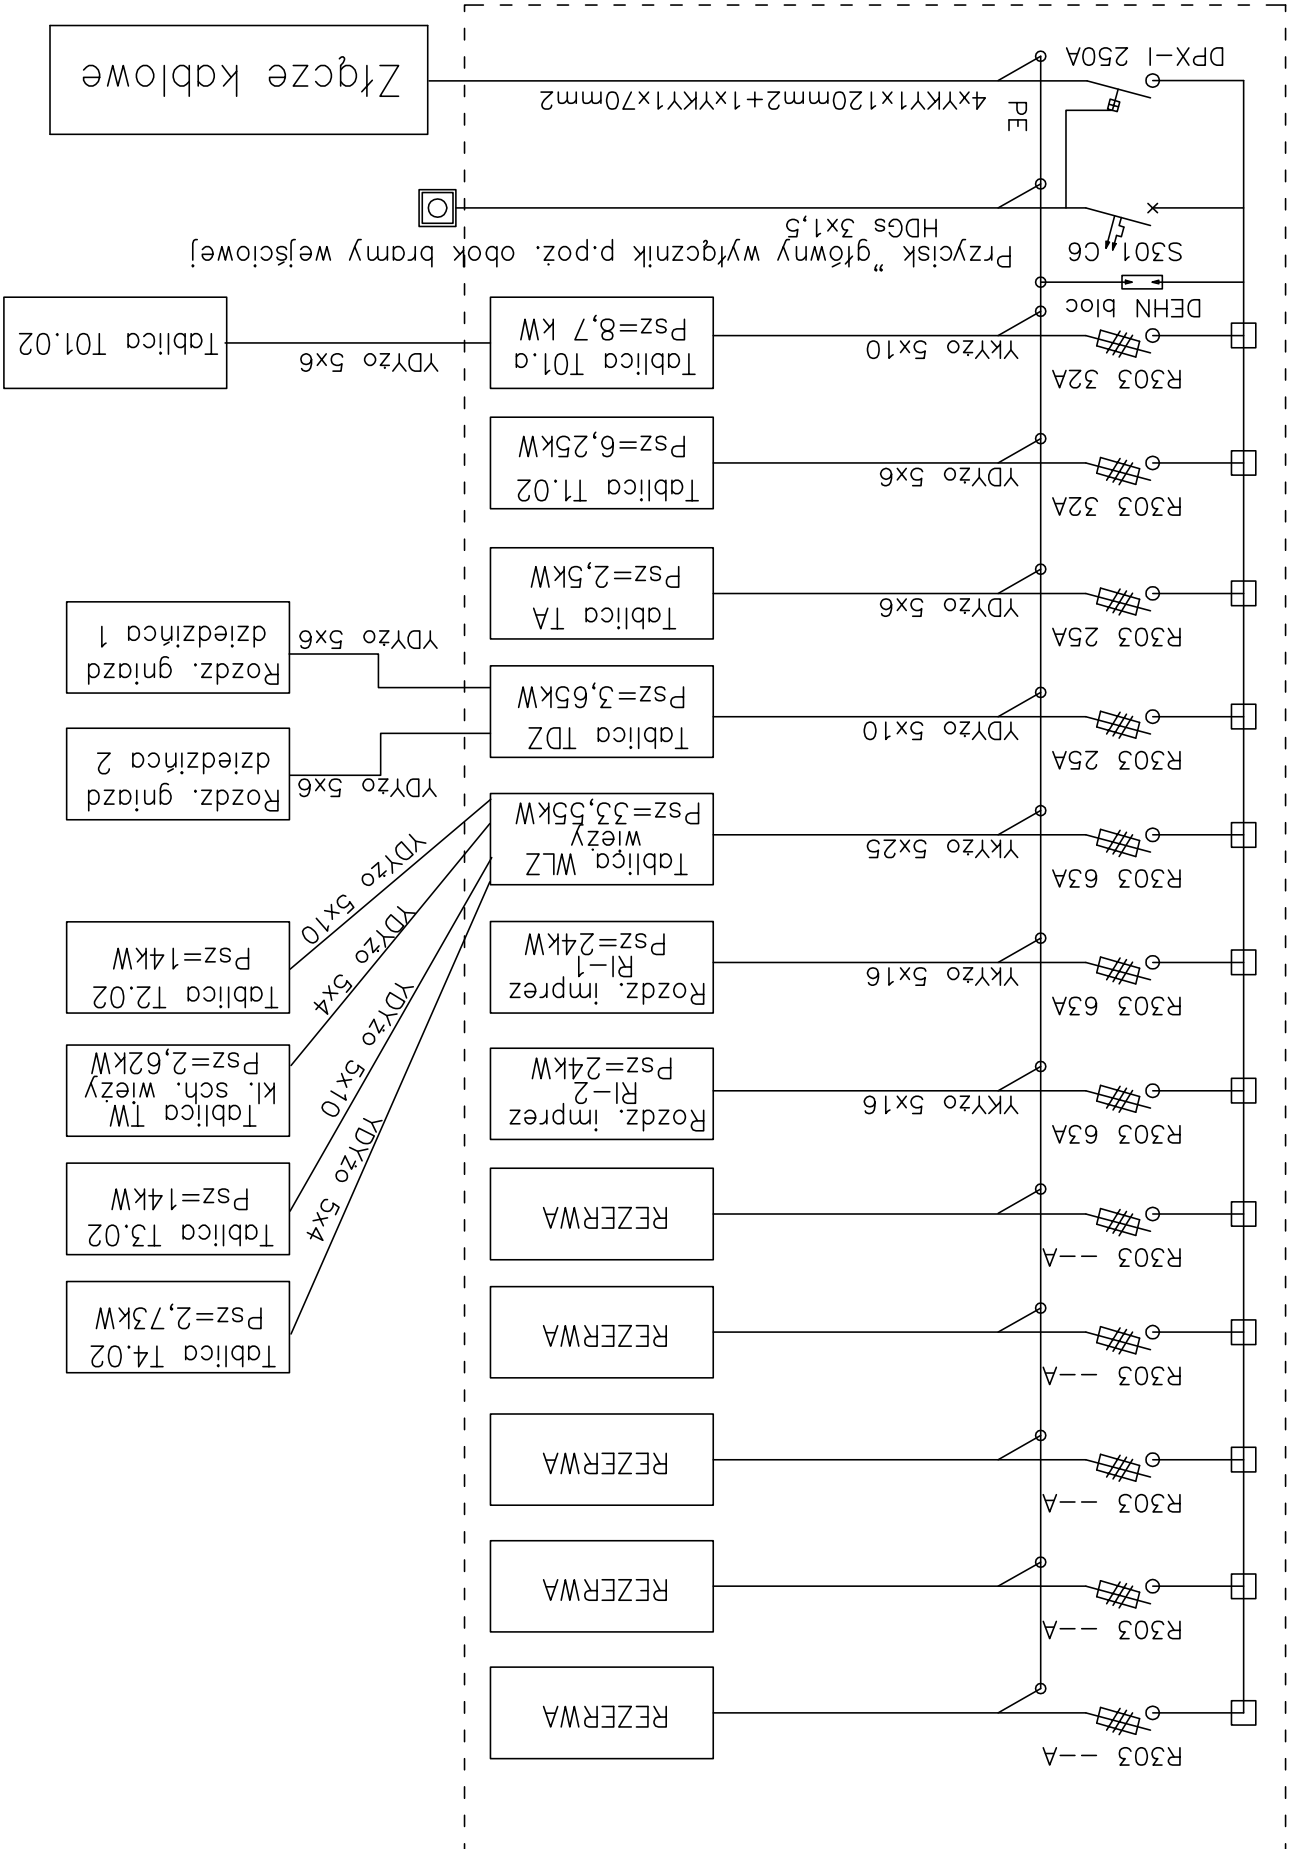 R303 --A
REZERWA
R303 --A
REZERWA
R303 --A
REZERWA
R303 --A
REZERWA
R303 --A
REZERWA
R303 63A
YKYżo 5x16
Rozdz. imprez
RI-2
Psz=24kW
R303 63A
YkYżo 5x16
Rozdz. imprez
RI-1
Psz=24kW
R303 63A
YkYżo 5x25
Tablica WLZ
wieży
Psz=33,55kW
YDYżo 5x4
Tablica T4.02
Psz=2,73kW
YDYżo 5x10
Tablica T3.02
Psz=14kW
YDYżo 5x4
Tablica TW
kl. sch. wieży
Psz=2,62kW
YDYżo 5x10
Tablica T2.02
Psz=14kW
R303 25A
YDYżo 5x10
Tablica TDZ
Psz=3,65kW
YDYżo 5x6
Rozdz. gniazd
dziedzińca 2
YDYżo 5x6
Rozdz. gniazd
dziedzińca 1
R303 25A
YDYżo 5x6
Tablica TA
Psz=2,5kW
R303 32A
YDYżo 5x6
Tablica T1.02
Psz=6,25kW
R303 32A
YkYżo 5x10
Tablica T01.a
Psz=8,7 kW
YDYżo 5x6
Tablica T01.02
DEHN bloc
S301 C6
Przycisk "główny wyłącznik p.poż. obok bramy wejściowej
HDGs 3x1,5
PE
4xYKY1x120mm2+1xYKY1x70mm2
DPX-I 250A
Złącze kablowe